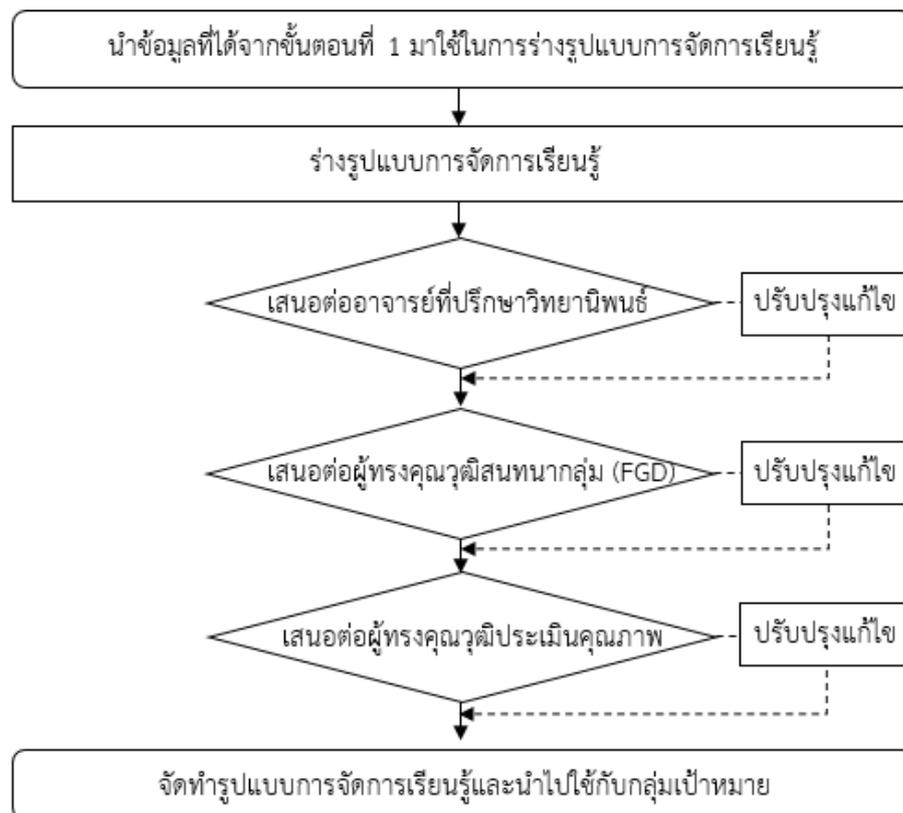 นำข้อมูลที่ได้จากขั้นตอนที่ 1 มาใช้ในการร่างรูปแบบการจัดการเรียนรู้
ร่างรูปแบบการจัดการเรียนรู้
เสนอต่ออาจารย์ที่ปรึกษาวิทยานิพนธ์
ปรับปรุงแก้ไข
เสนอต่อผู้ทรงคุณวุฒิสนทนากลุ่ม (FGD)
ปรับปรุงแก้ไข
เสนอต่อผู้ทรงคุณวุฒิประเมินคุณภาพ
ปรับปรุงแก้ไข
จัดทำรูปแบบการจัดการเรียนรู้และนำไปใช้กับกลุ่มเป้าหมาย